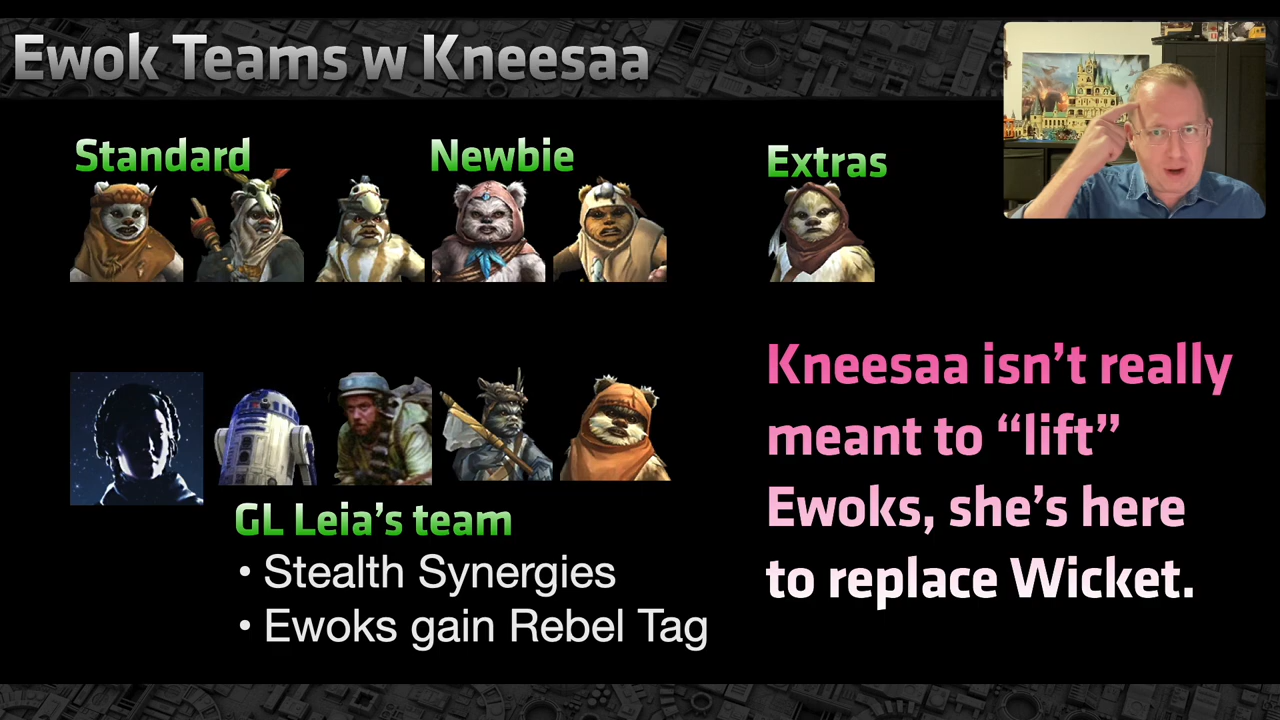 Ewok Teams w Kneesaa
Standard
Newbie
Extras
Kneesaa isn’t really
meant to “lift”
Ewoks, she’s here
to replace Wicket.
GL Leia’s team
• Stealth Synergies
• Ewoks gain Rebel Tag